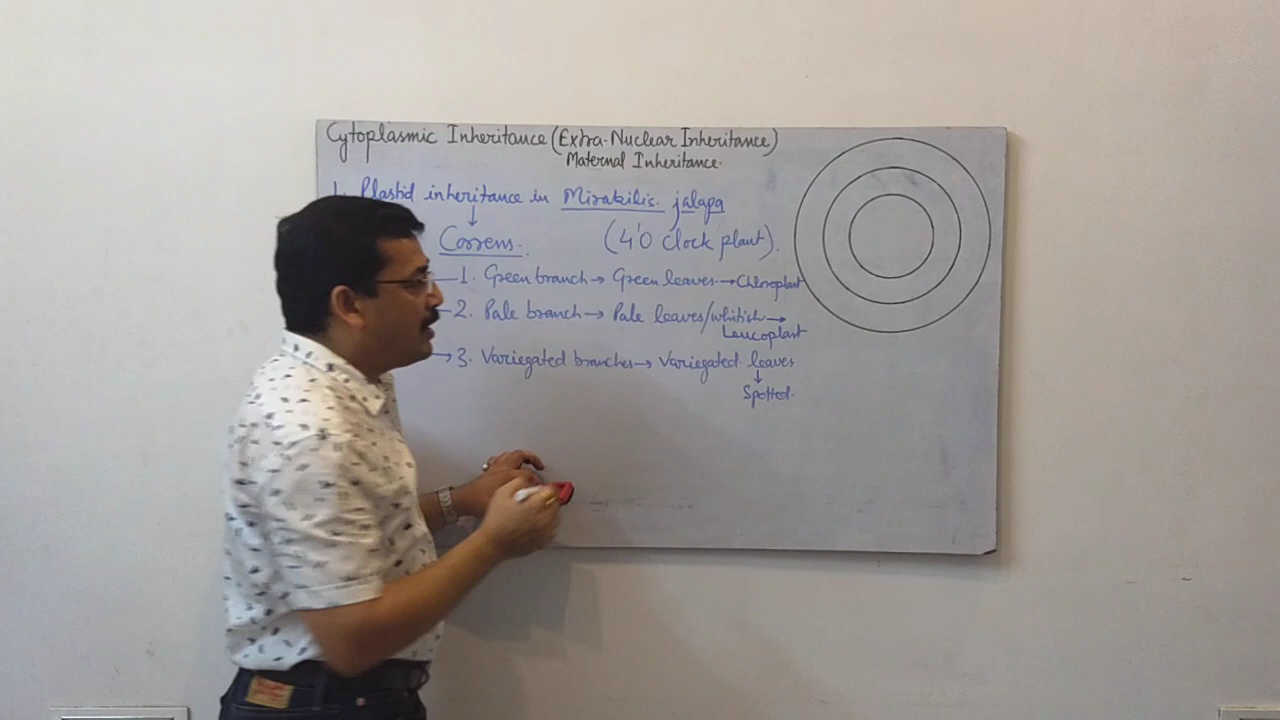 Cytoplasmic Inheritance (Extra-Nuclear Inheritance)
Maternal Inheritance.
1. Plastid inheritance in Mirabilis jalapa
↓
Correns. (4'O clock plant).
1. Green branch → Green leaves → Chloroplast
2. Pale branch → Pale leaves/whitish →
Leucoplast
3. Variegated branches → Variegated leaves
↓
Spotted.